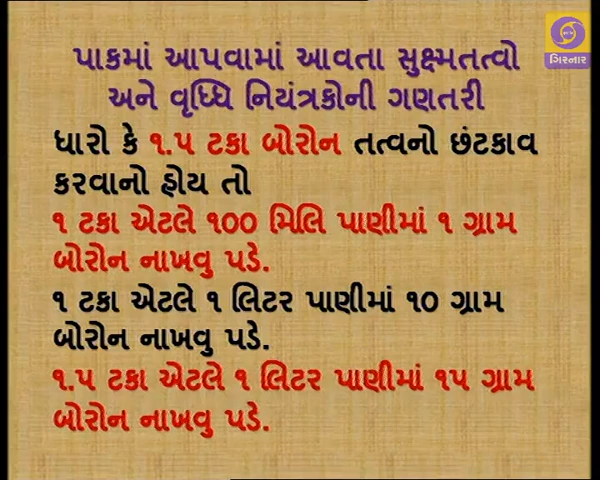 ગિરનાર
પાકમાં આપવામાં આવતા સુક્ષ્મતત્વો
અને વૃધ્ધિ નિયંત્રકોની ગણતરી
ધારો કે ૧.૫ ટકા બોરોન તત્વનો છંટકાવ
કરવાનો હોય તો
૧ ટકા એટલે ૧૦૦ મિલિ પાણીમાં ૧ ગ્રામ
બોરોન નાખવુ પડે.
૧ ટકા એટલે ૧ લિટર પાણીમાં ૧૦ ગ્રામ
બોરોન નાખવુ પડે.
૧.૫ ટકા એટલે ૧ લિટર પાણીમાં ૧૫ ગ્રામ
બોરોન નાખવુ પડે.